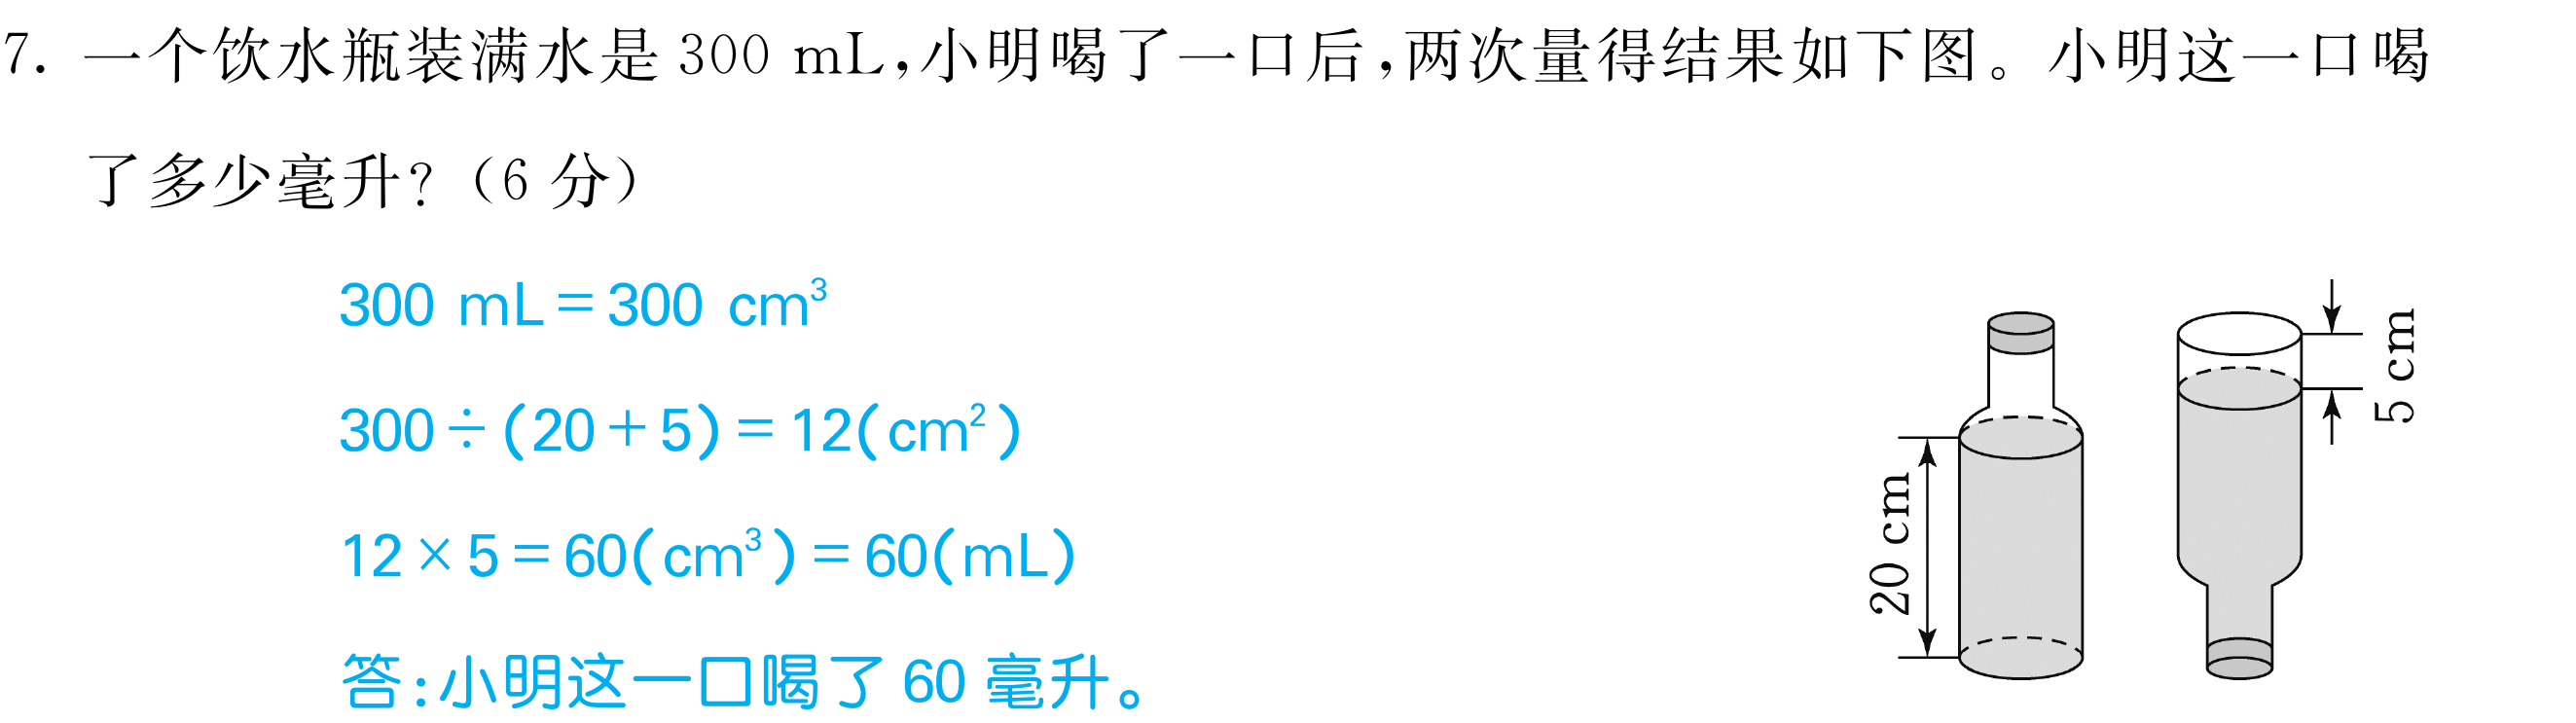 7. 一个饮水瓶装满水是 300 mL,小明喝了一口后,两次量得结果如下图。小明这一口喝
了多少毫升?(6 分)
300 mL=300 cm³
300÷(20+5)=12(cm²)
12×5=60(cm³)=60(mL)
答:小明这一口喝了 60 毫升。
20 cm
5 cm